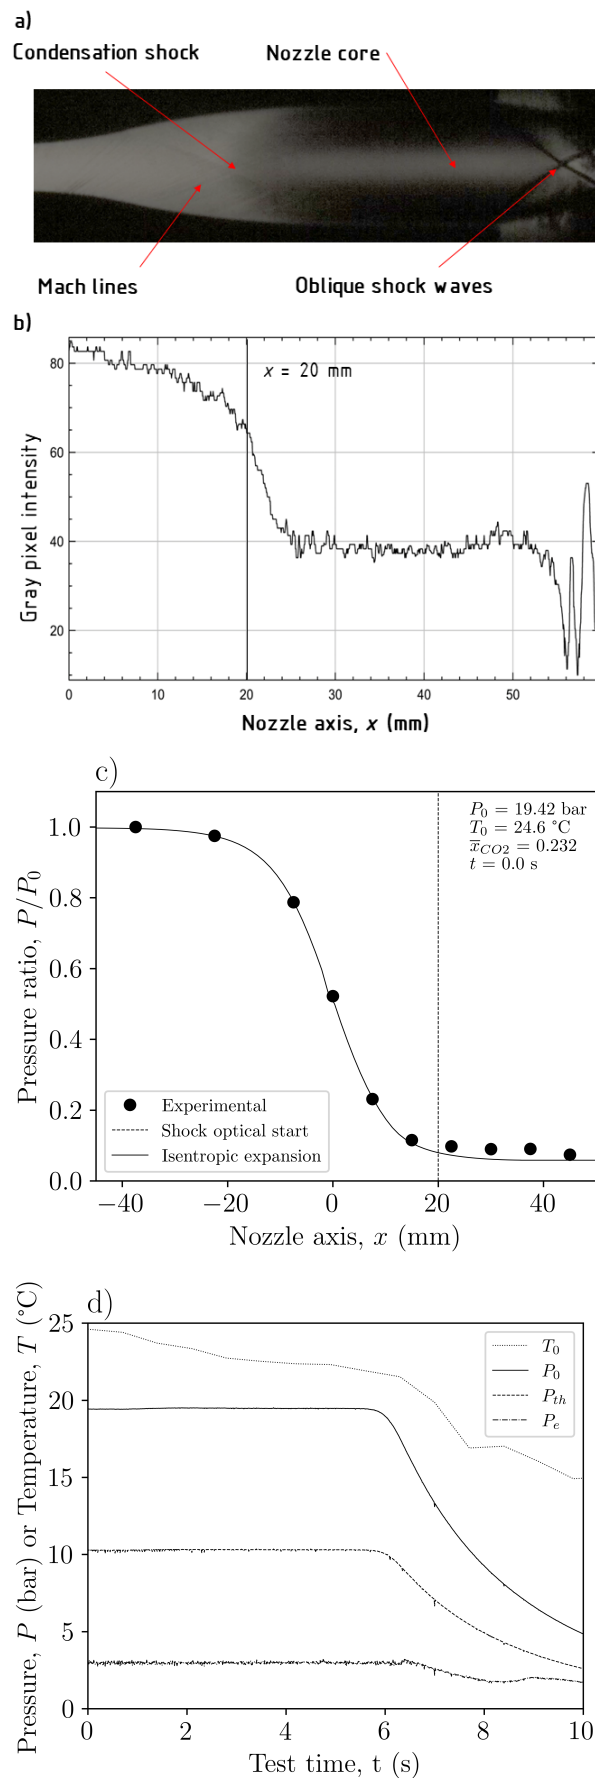 a)
Condensation shock
Nozzle core
Mach lines
Oblique shock waves
b)
x = 20 mm
80
60
40
20
Gray pixel intensity
0 10 20 30 40 50
Nozzle axis, x (mm)
c)
P₀ = 19.42 bar
T₀ = 24.6 °C
x̅_CO2 = 0.232
t = 0.0 s
1.0
0.8
0.6
0.4
0.2
0.0
Pressure ratio, P/P₀
Experimental
Shock optical start
Isentropic expansion
−40 −20 0 20 40
Nozzle axis, x (mm)
d)
25
20
15
10
5
0
Pressure, P (bar) or Temperature, T (°C)
T₀
P₀
P_th
P_e
0 2 4 6 8 10
Test time, t (s)